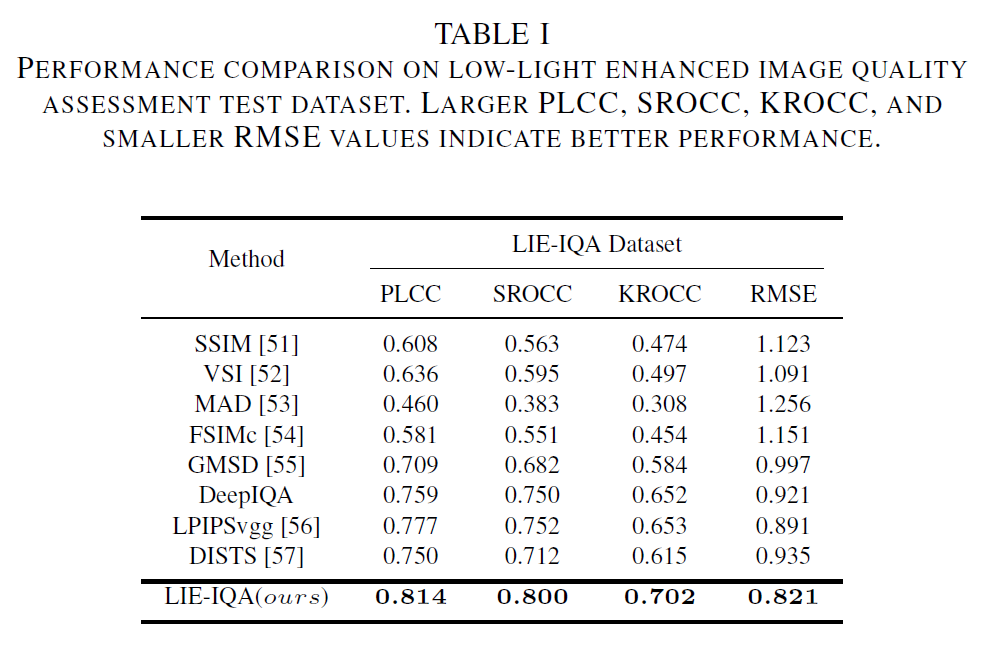 TABLE I
PERFORMANCE COMPARISON ON LOW-LIGHT ENHANCED IMAGE QUALITY
ASSESSMENT TEST DATASET. LARGER PLCC, SROCC, KROCC, AND
SMALLER RMSE VALUES INDICATE BETTER PERFORMANCE.
Method LIE-IQA Dataset
PLCC SROCC KROCC RMSE
SSIM [51] 0.608 0.563 0.474 1.123
VSI [52] 0.636 0.595 0.497 1.091
MAD [53] 0.460 0.383 0.308 1.256
FSIMc [54] 0.581 0.551 0.454 1.151
GMSD [55] 0.709 0.682 0.584 0.997
DeepIQA 0.759 0.750 0.652 0.921
LPIPSvgg [56] 0.777 0.752 0.653 0.891
DISTS [57] 0.750 0.712 0.615 0.935
LIE-IQA(ours) 0.814 0.800 0.702 0.821